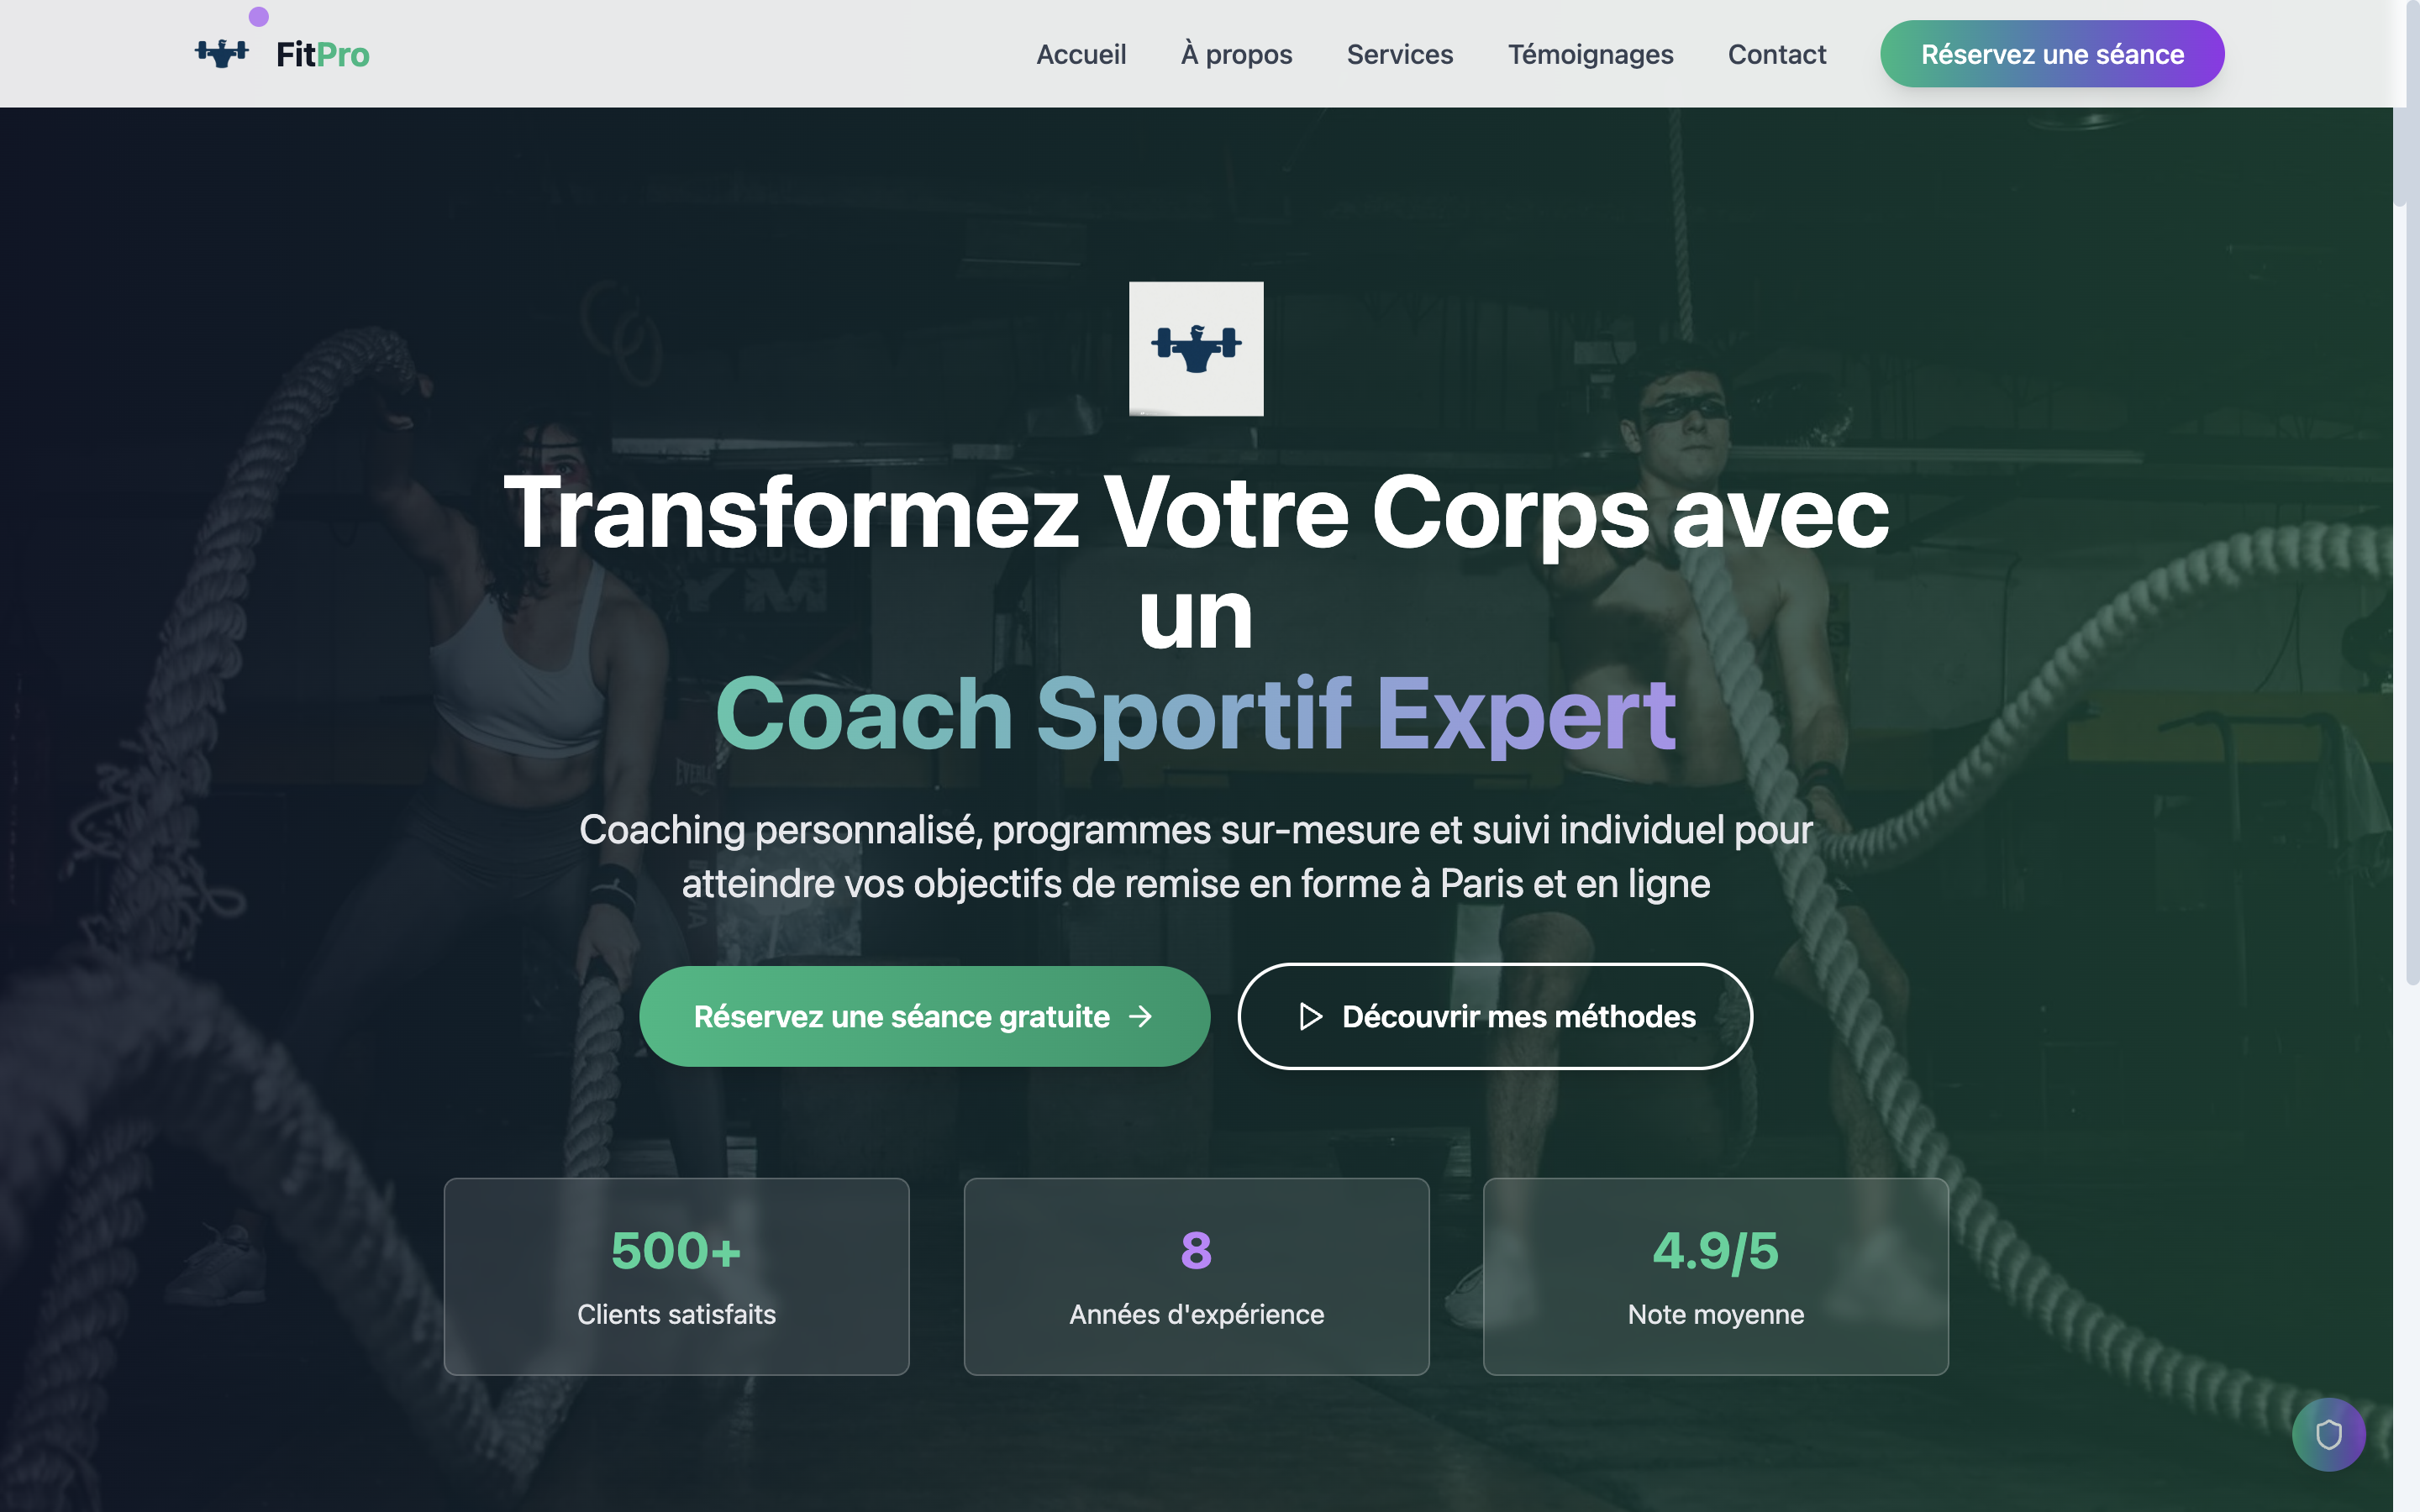 FitPro
Accueil
À propos
Services
Témoignages
Contact
Réservez une séance
Transformez Votre Corps avec
un
Coach Sportif Expert
Coaching personnalisé, programmes sur-mesure et suivi individuel pour
atteindre vos objectifs de remise en forme à Paris et en ligne
Réservez une séance gratuite
Découvrir mes méthodes
500+
Clients satisfaits
8
Années d'expérience
4.9/5
Note moyenne